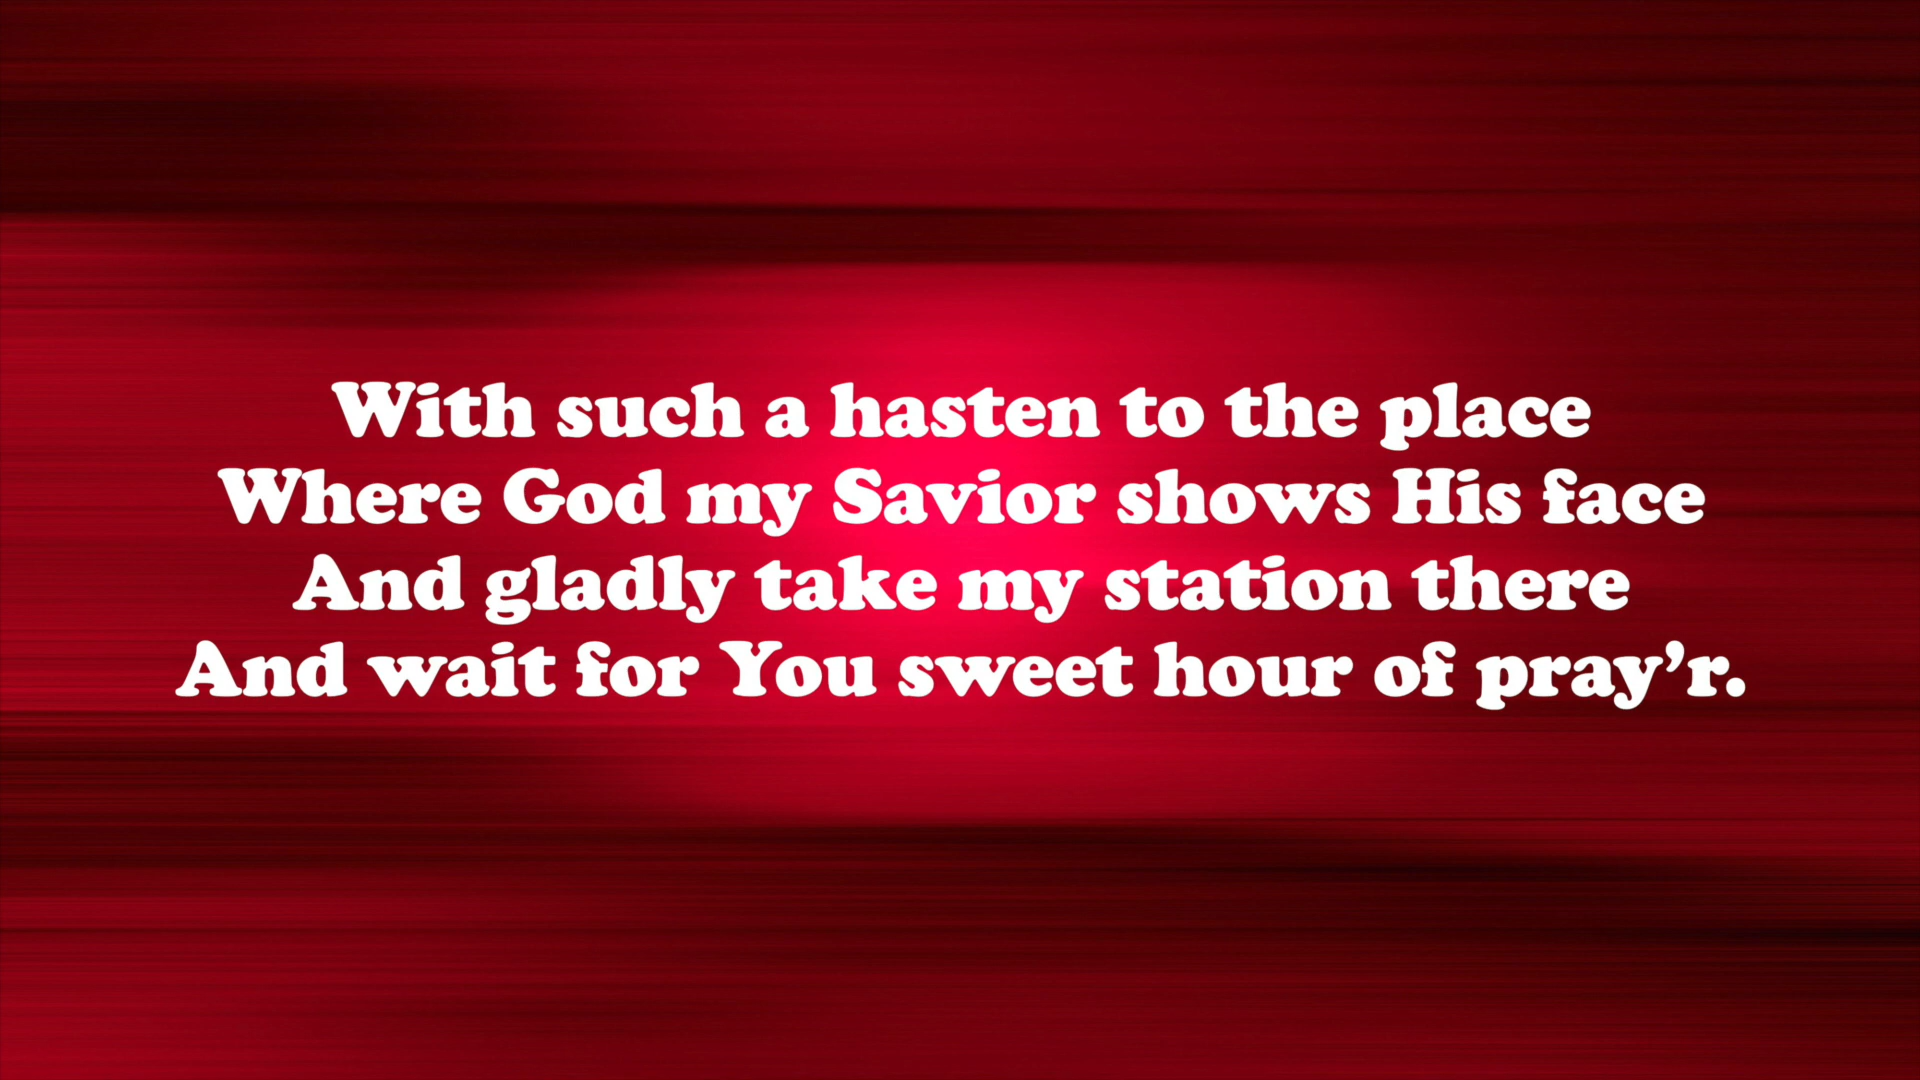 With such a hasten to the place
Where God my Savior shows His face
And gladly take my station there
And wait for You sweet hour of pray’r.